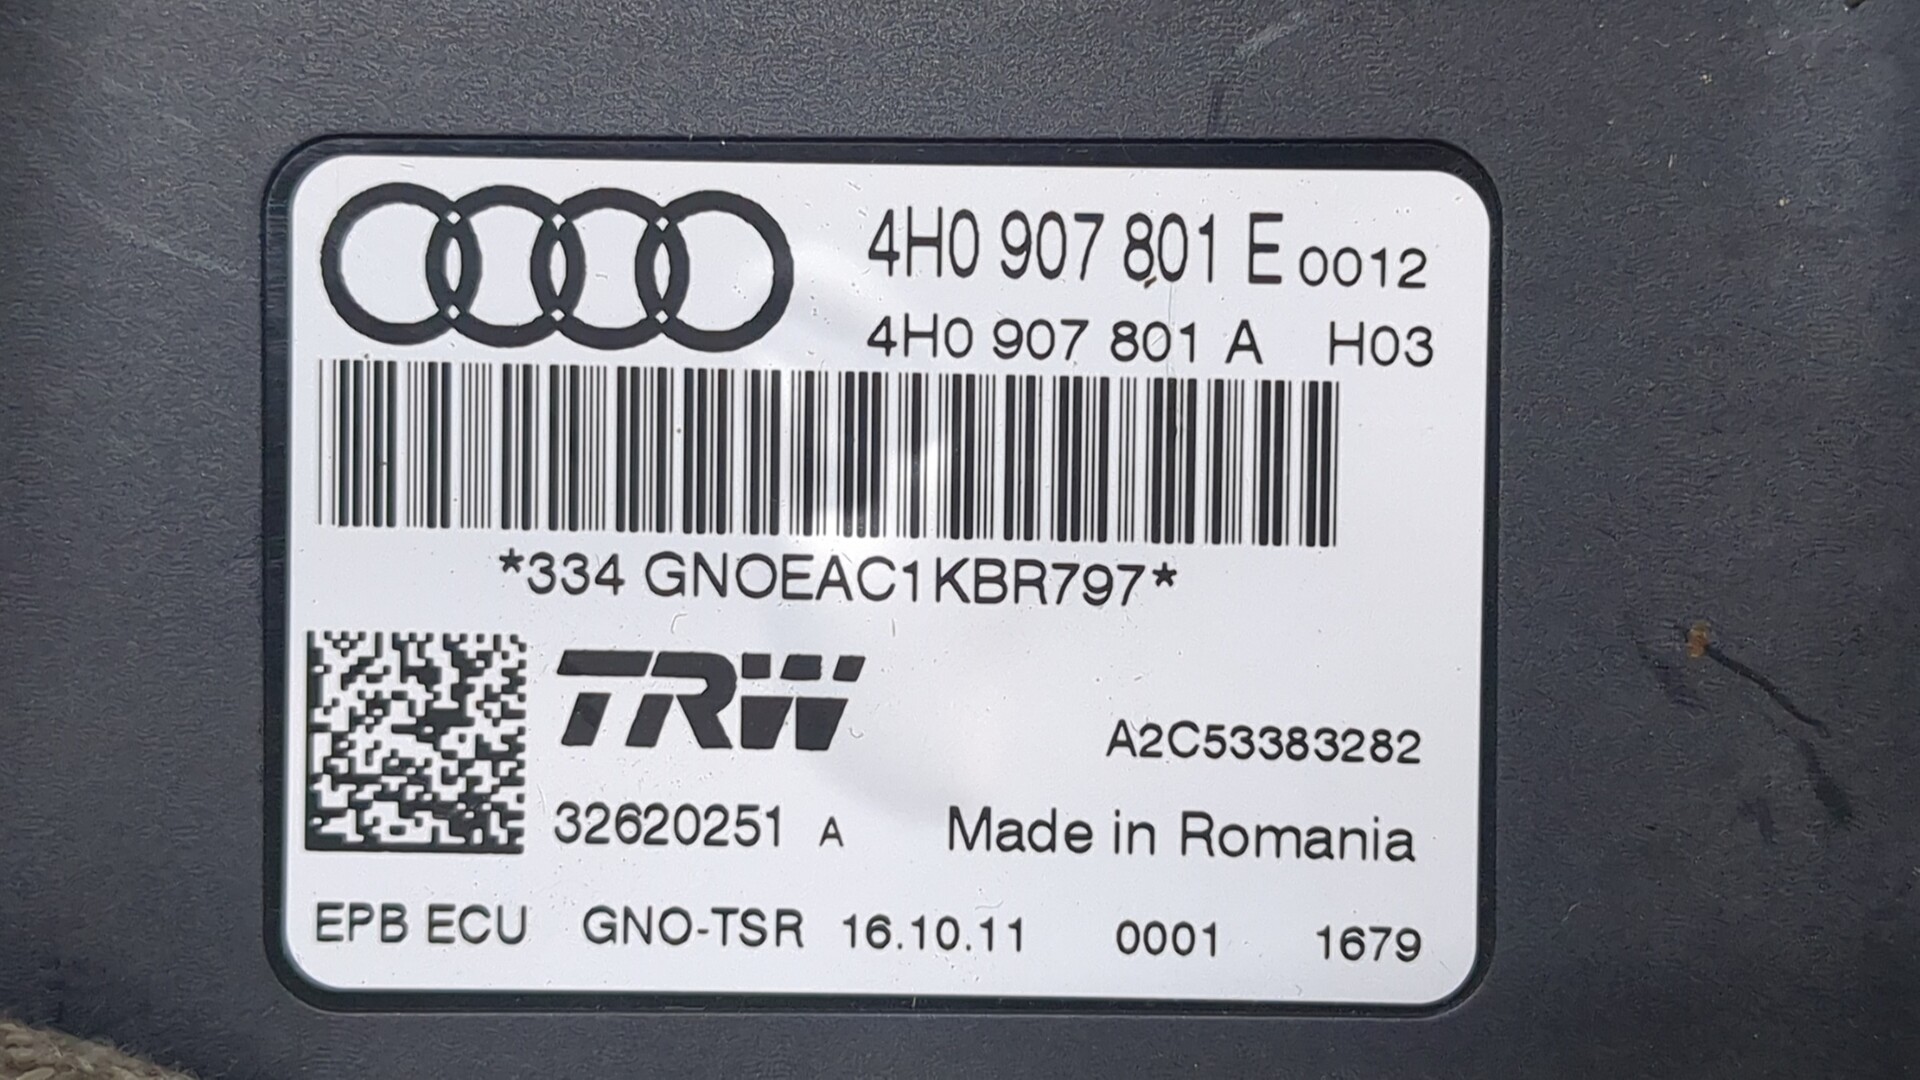 4H0 907 801 E 0012
4H0 907 801 A H03
*334 GNOEAC1KBR797*
TRW
A2C53383282
32620251 A Made in Romania
EPB ECU GNO-TSR 16.10.11 0001 1679